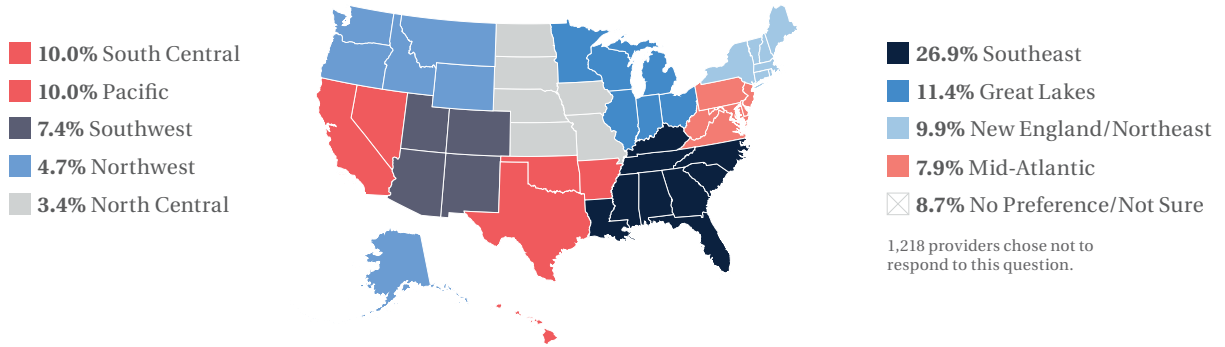 10.0% South Central
10.0% Pacific
7.4% Southwest
4.7% Northwest
3.4% North Central
26.9% Southeast
11.4% Great Lakes
9.9% New England/Northeast
7.9% Mid-Atlantic
8.7% No Preference/Not Sure
1,218 providers chose not to
respond to this question.